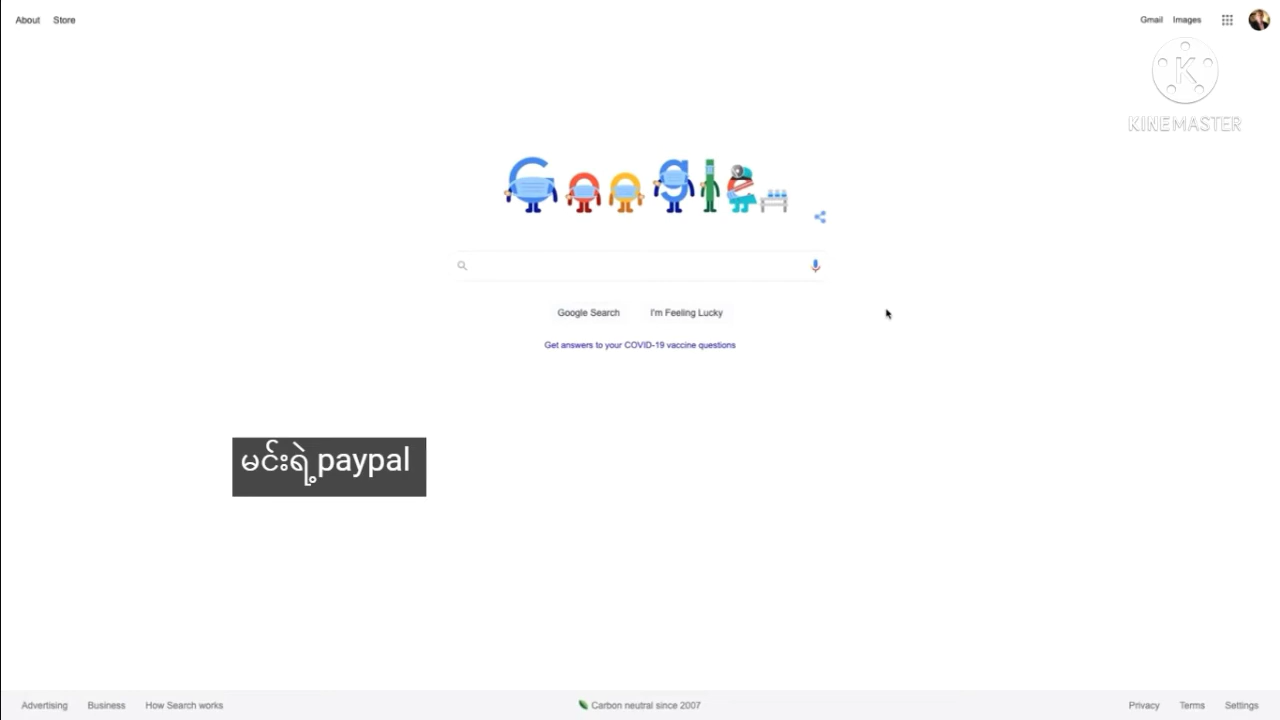 About Store
Gmail Images
KINEMASTER
Google
Google Search
I'm Feeling Lucky
Get answers to your COVID-19 vaccine questions
မင်းရဲ့paypal
Advertising Business How Search works
Carbon neutral since 2007
Privacy Terms Settings